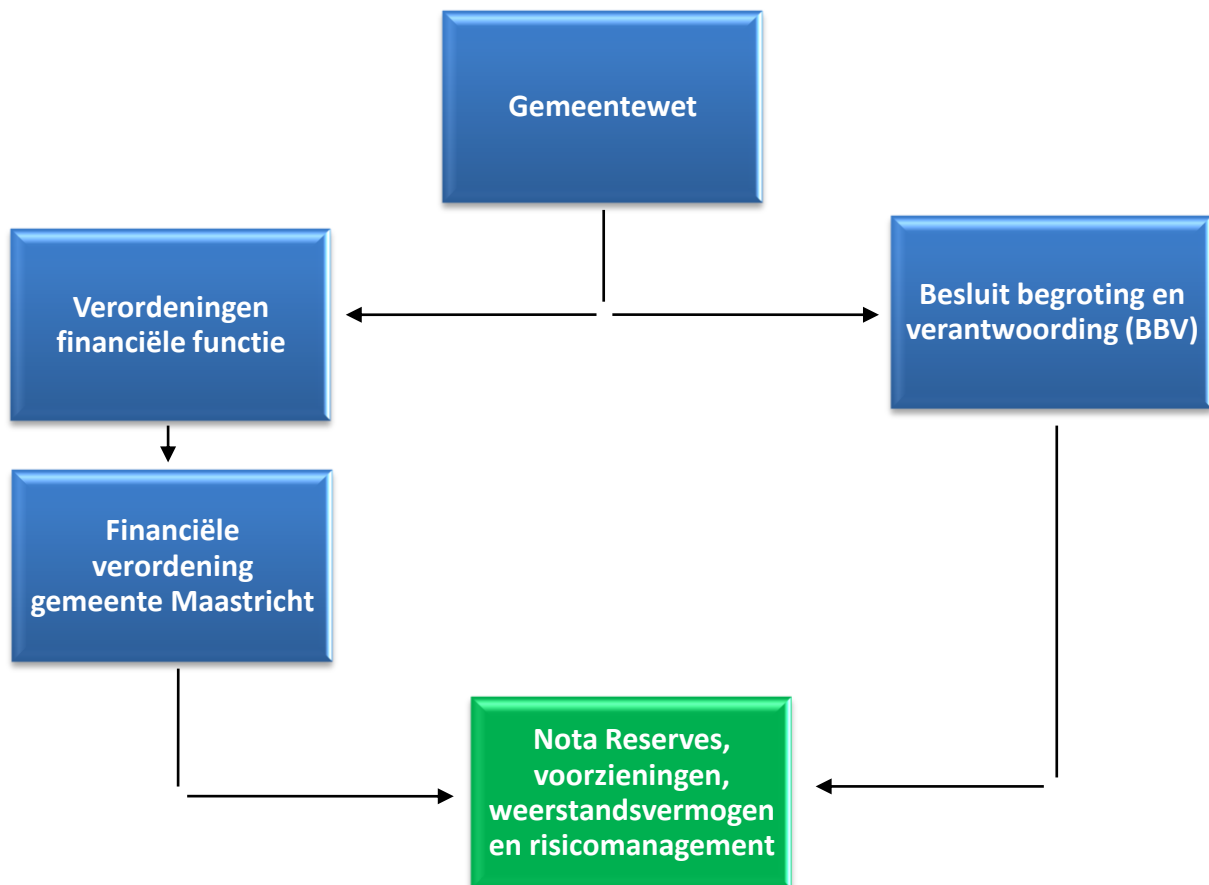 Gemeentewet
Verordeningen
financiële functie
Besluit begroting en
verantwoording (BBV)
Financiële
verordening
gemeente Maastricht
Nota Reserves,
voorzieningen,
weerstandsvermogen
en risicomanagement